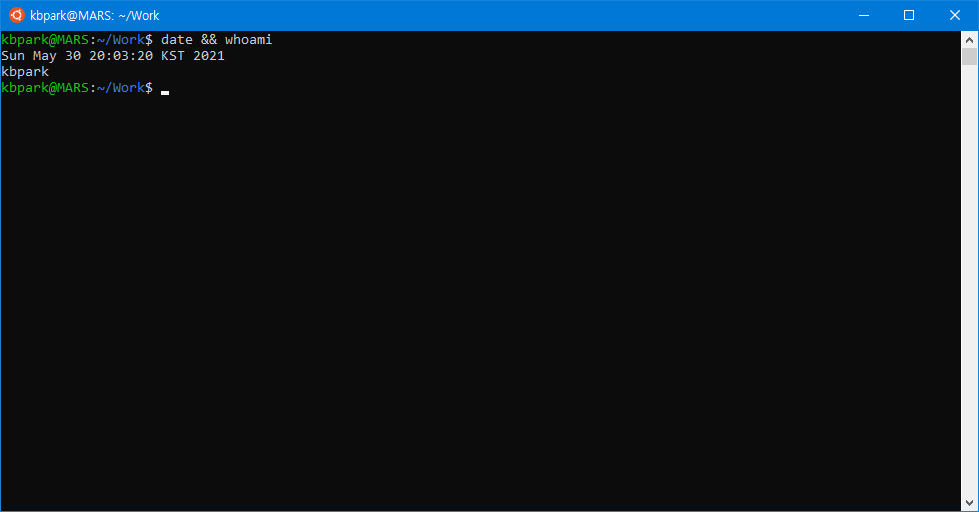 kbpark@MARS: ~/Work
kbpark@MARS:~/Work$ date && whoami
Sun May 30 20:03:20 KST 2021
kbpark
kbpark@MARS:~/Work$